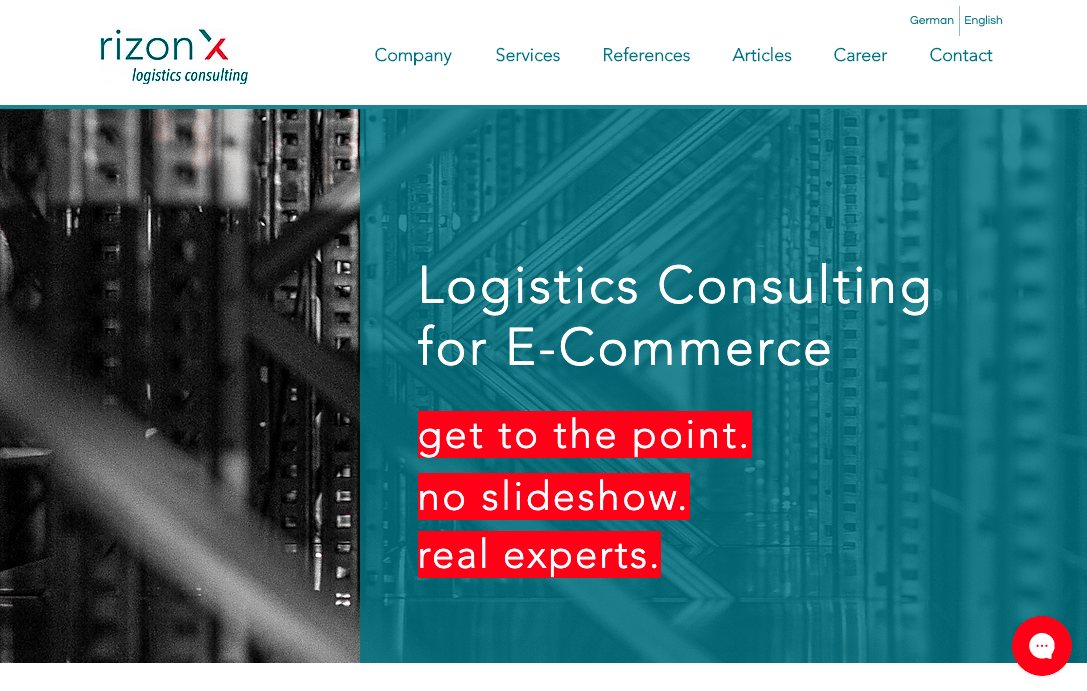 German
English
rizon x
logistics consulting
Company
Services
References
Articles
Career
Contact
Logistics Consulting
for E-Commerce
get to the point.
no slideshow.
real experts.